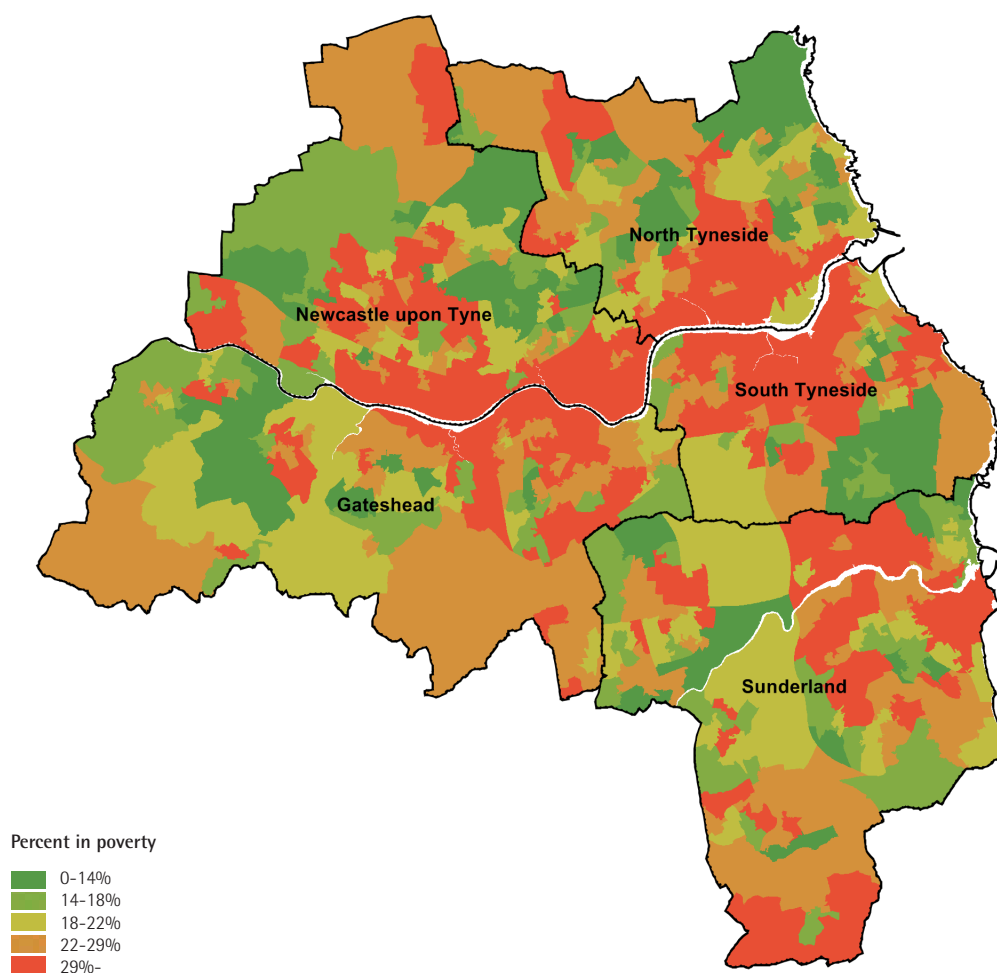 North Tyneside
Newcastle upon Tyne
South Tyneside
Gateshead
Sunderland
Percent in poverty
0-14%
14-18%
18-22%
22-29%
29%-